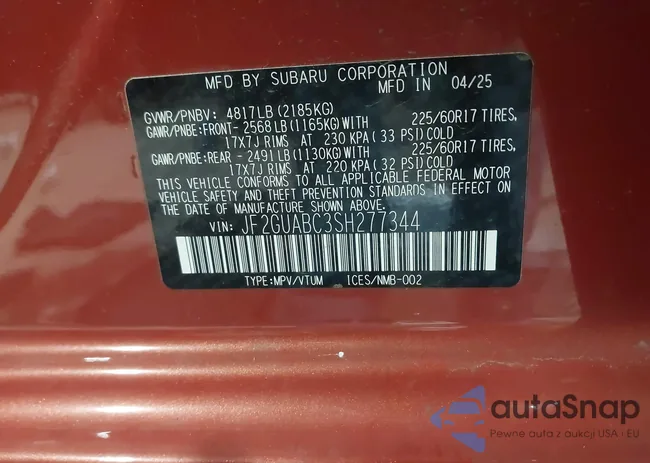 MFD BY SUBARU CORPORATION
MFD IN 04/25
GVWR/PNBV: 4817LB (2185KG)
GAWR/PNBE: FRONT- 2568LB (1165KG) WITH 225/60R17 TIRES,
17X7J RIMS AT 230 KPA (33 PSI) COLD
GAWR/PNBE: REAR - 2491LB (1130KG) WITH 225/60R17 TIRES,
17X7J RIMS AT 220 KPA (32 PSI) COLD
THIS VEHICLE CONFORMS TO ALL APPLICABLE FEDERAL MOTOR
VEHICLE SAFETY AND THEFT PREVENTION STANDARDS IN EFFECT
ON THE DATE OF MANUFACTURE SHOWN ABOVE.
VIN: JF2GUABC3SH277344
TYPE:MPV/VTUM ICES/NMB-002
autaSnap
Pewne auta z aukcji USA i EU